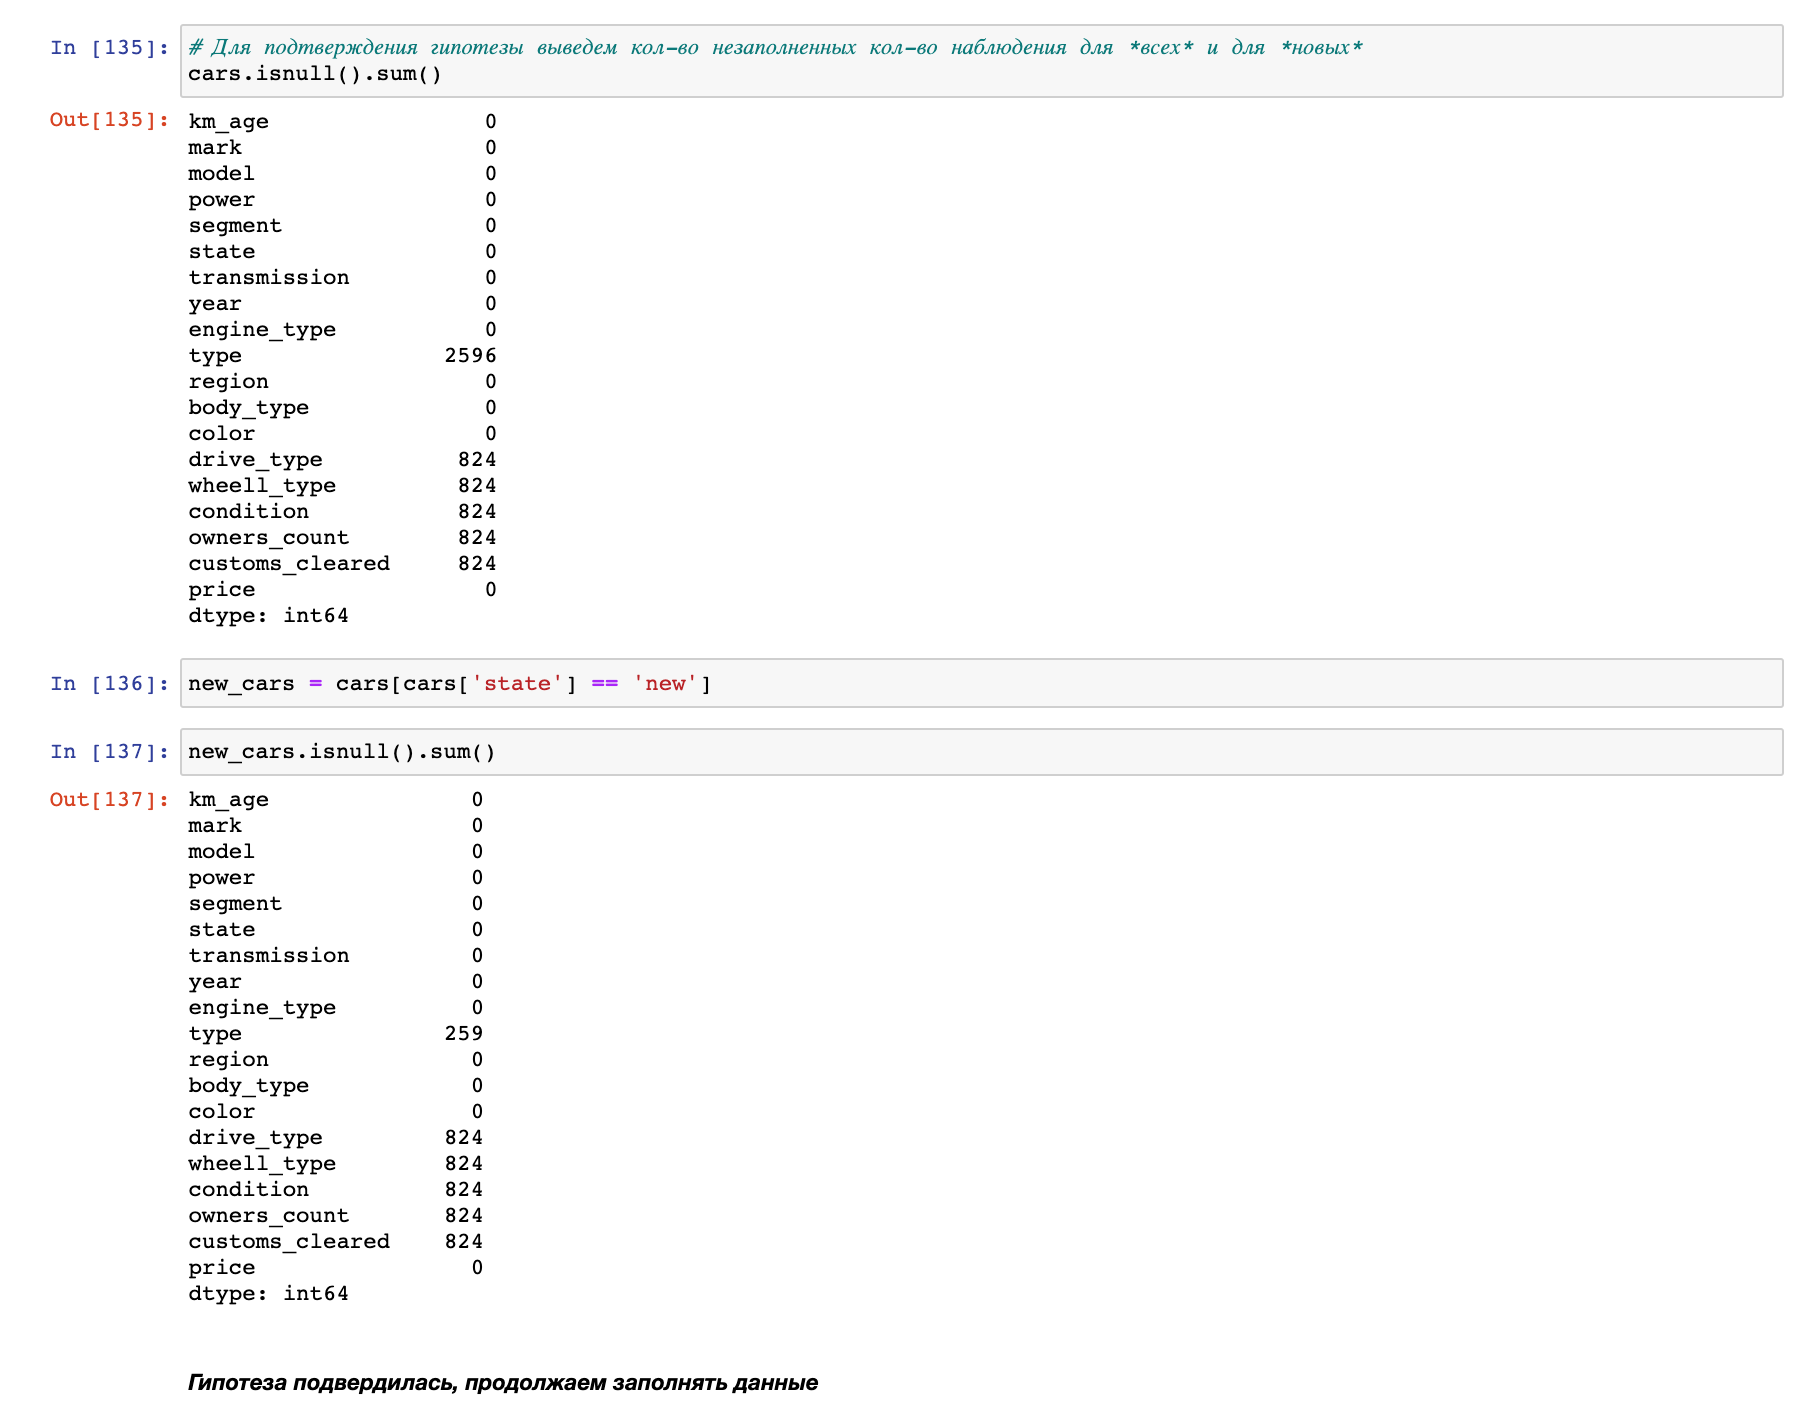 In [135]: # Для подтверждения гипотезы выведем кол-во незаполненных кол-во наблюдения для *всех* и для *новых*
cars.isnull().sum()
Out[135]: km_age 0
mark 0
model 0
power 0
segment 0
state 0
transmission 0
year 0
engine_type 0
type 2596
region 0
body_type 0
color 0
drive_type 824
wheell_type 824
condition 824
owners_count 824
customs_cleared 824
price 0
dtype: int64
In [136]: new_cars = cars[cars['state'] == 'new']
In [137]: new_cars.isnull().sum()
Out[137]: km_age 0
mark 0
model 0
power 0
segment 0
state 0
transmission 0
year 0
engine_type 0
type 259
region 0
body_type 0
color 0
drive_type 824
wheell_type 824
condition 824
owners_count 824
customs_cleared 824
price 0
dtype: int64
Гипотеза подвердилась, продолжаем заполнять данные